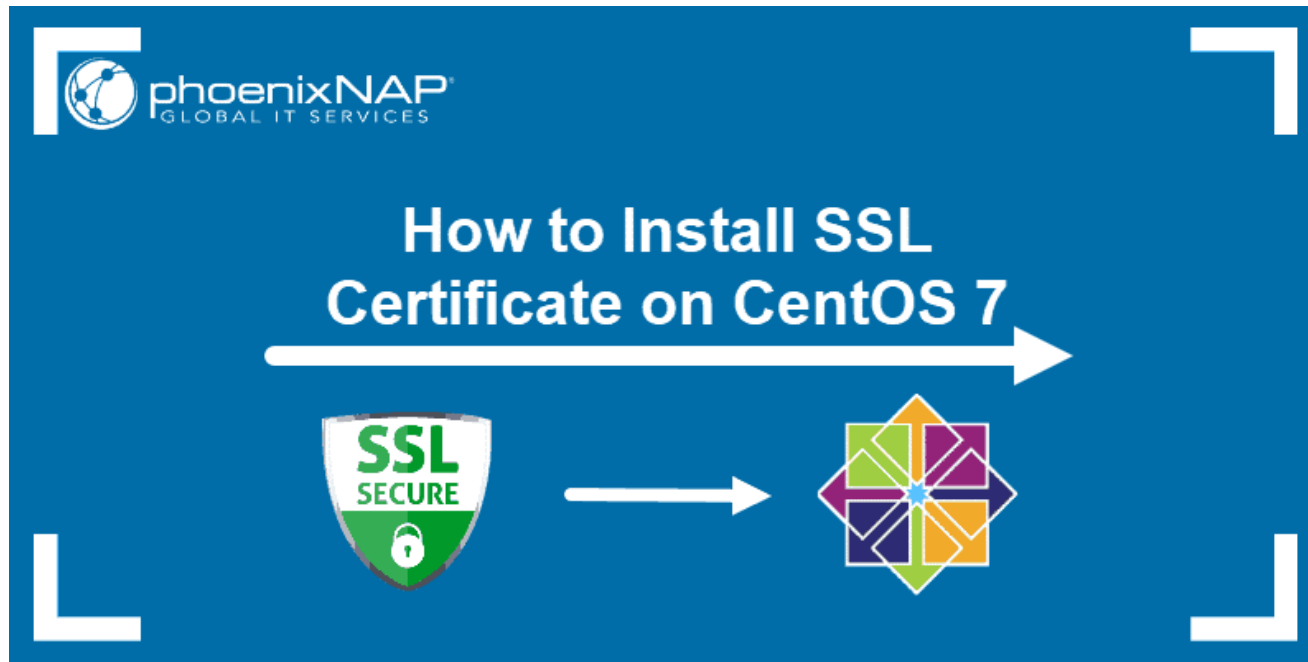 phoenixNAP®
GLOBAL IT SERVICES
How to Install SSL
Certificate on CentOS 7
SSL
SECURE